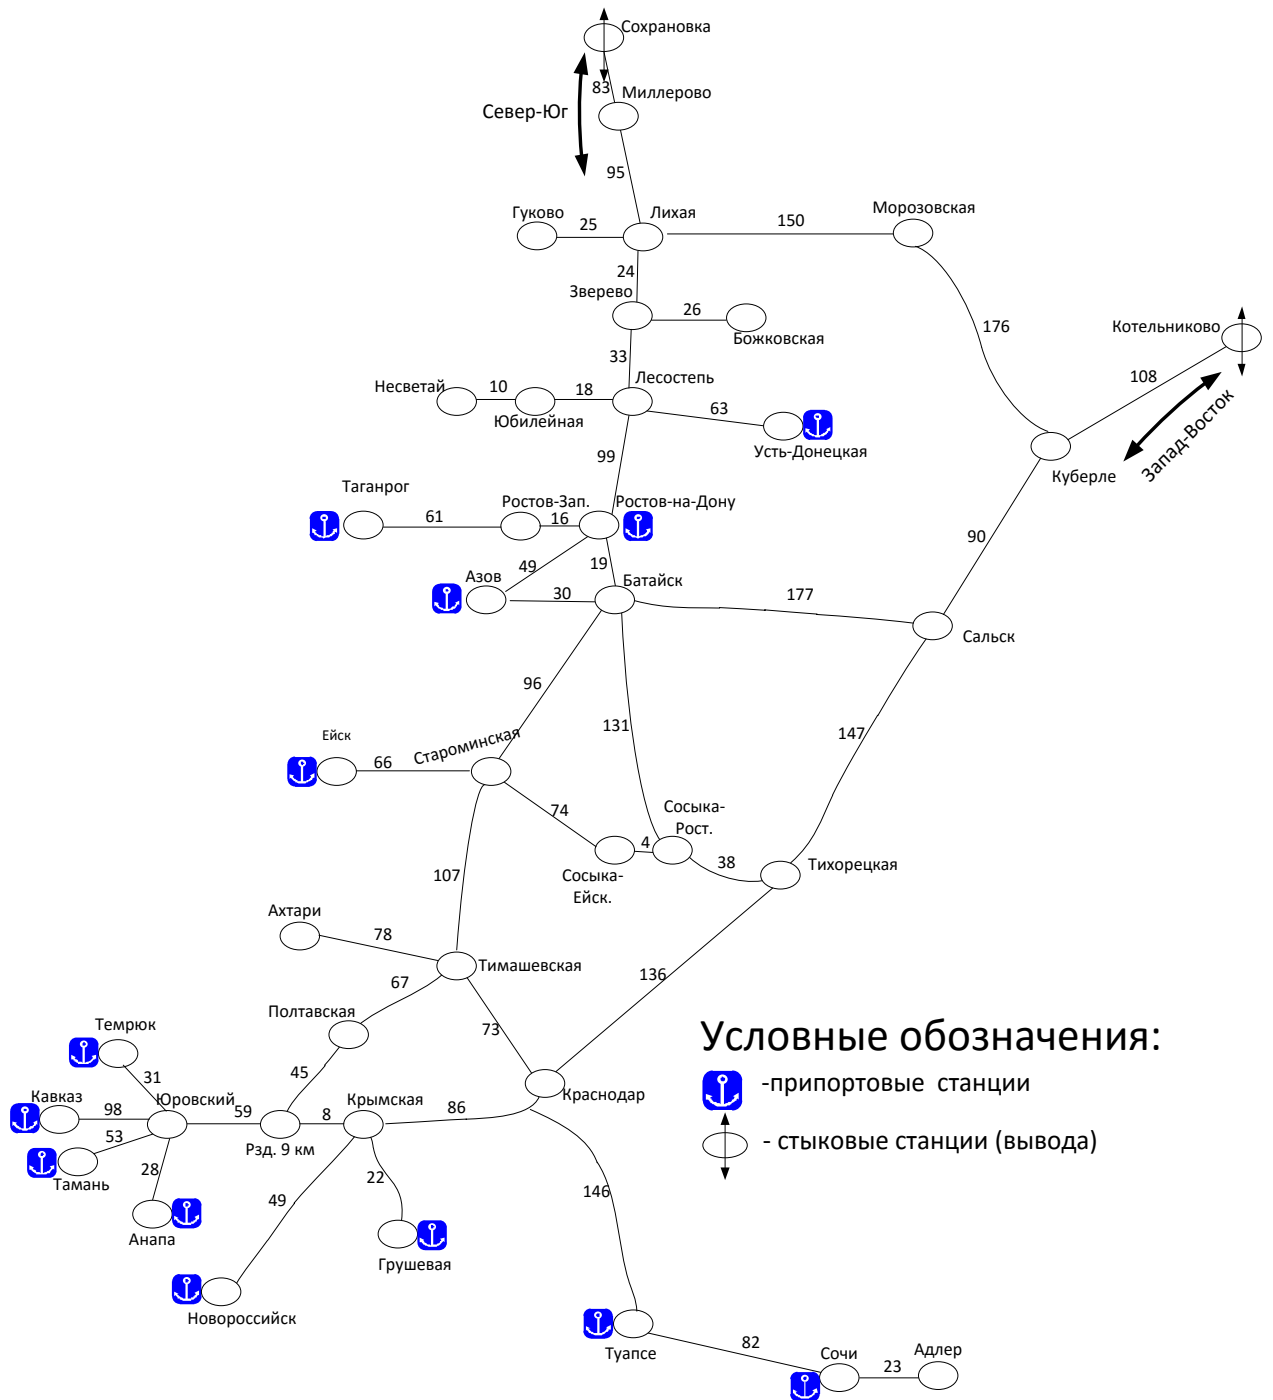 Сохрановка
83
Миллерово
Север-Юг
95
Гуково
25
Лихая
150
Морозовская
24
Зверево
26
Божковская
176
Котельниково
33
108
Запад-Восток
Несветай
10
18
Лесостепь
Юбилейная
63
Усть-Донецкая
Куберле
99
Таганрог
Ростов-Зап.
Ростов-на-Дону
61
16
90
49
19
Азов
30
Батайск
177
Сальск
96
131
147
Ейск
66
Староминская
74
Сосыка-
Рост.
4
38
Тихорецкая
Сосыка-
Ейск.
107
Ахтари
78
Тимашевская
67
136
Полтавская
73
Темрюк
31
45
Краснодар
Кавказ
98
Юровский
59
8
Крымская
86
Рзд. 9 км
53
Тамань
28
22
49
146
Анапа
Грушевая
Новороссийск
Туапсе
82
Сочи
23
Адлер
Условные обозначения:
-припортовые станции
- стыковые станции (вывода)